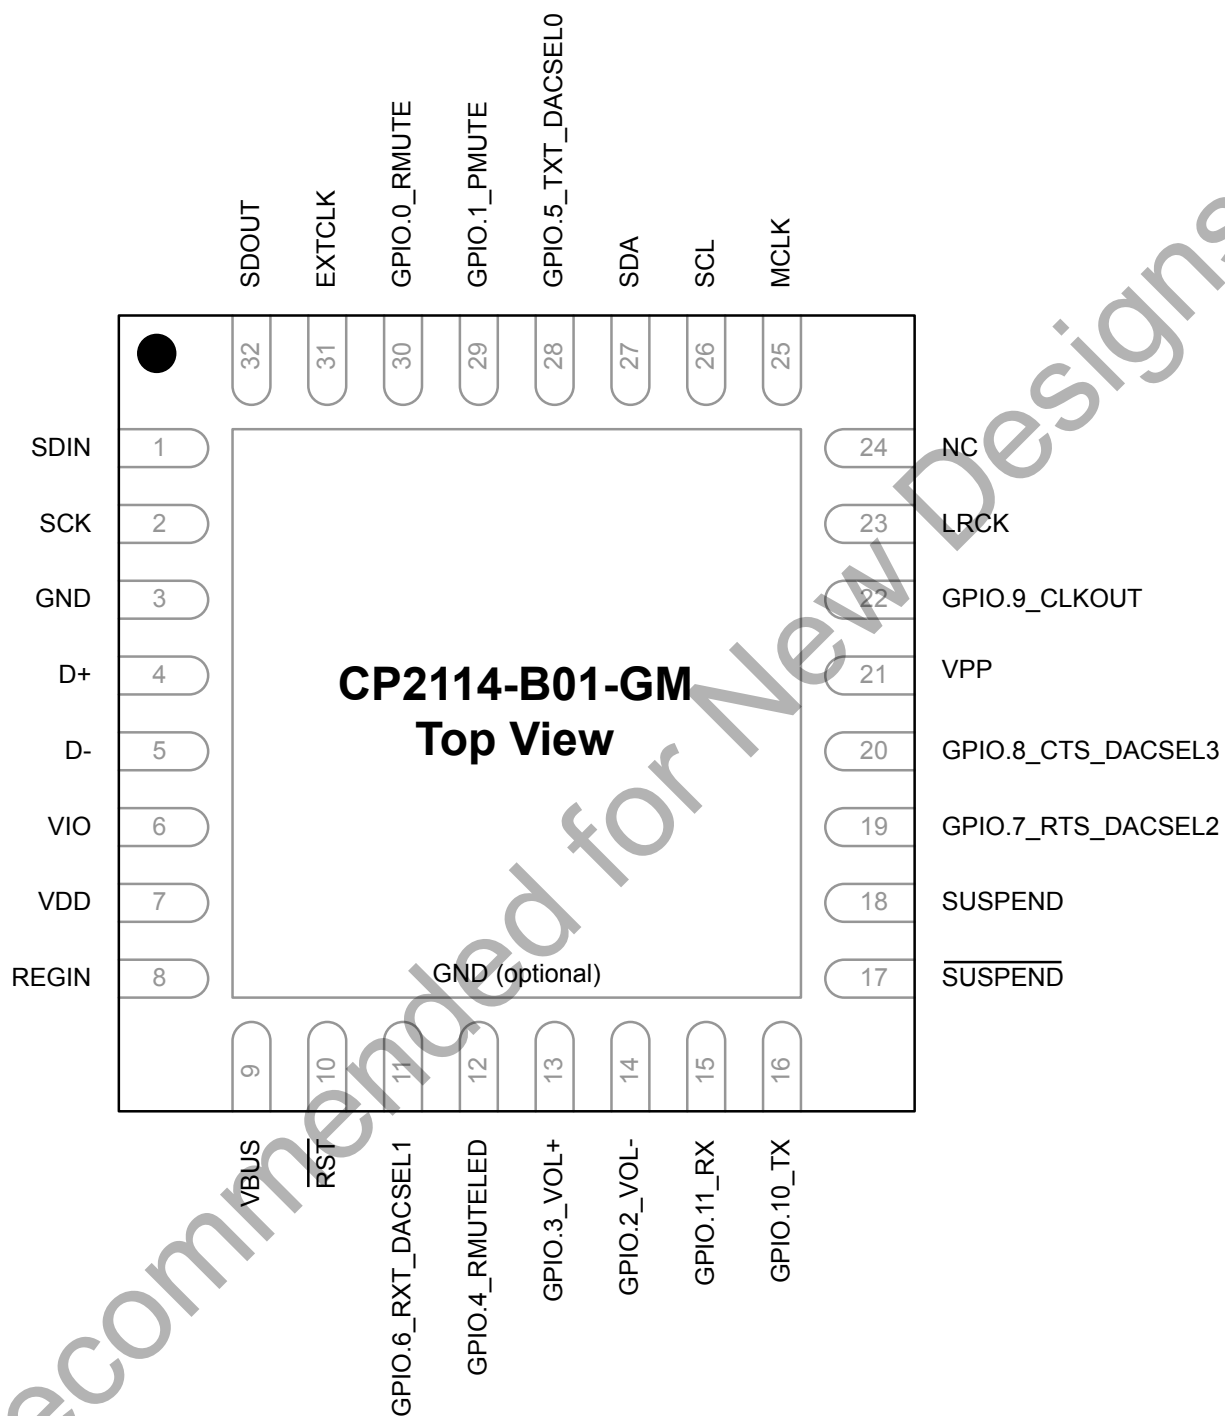 SDOUT
EXTCLK
GPIO.0_RMUTE
GPIO.1_PMUTE
GPIO.5_TXT_DACSEL0
SDA
SCL
MCLK
32
31
30
29
28
27
26
25
SDIN 1
SCK 2
GND 3
D+ 4
D- 5
VIO 6
VDD 7
REGIN 8
24 NC
23 LRCK
22 GPIO.9_CLKOUT
21 VPP
20 GPIO.8_CTS_DACSEL3
19 GPIO.7_RTS_DACSEL2
18 SUSPEND
17 SUSPEND
CP2114-B01-GM
Top View
GND (optional)
9
10
11
12
13
14
15
16
VBUS
RST
GPIO.6_RXT_DACSEL1
GPIO.4_RMUTELED
GPIO.3_VOL+
GPIO.2_VOL-
GPIO.11_RX
GPIO.10_TX
ecommended for New Designs